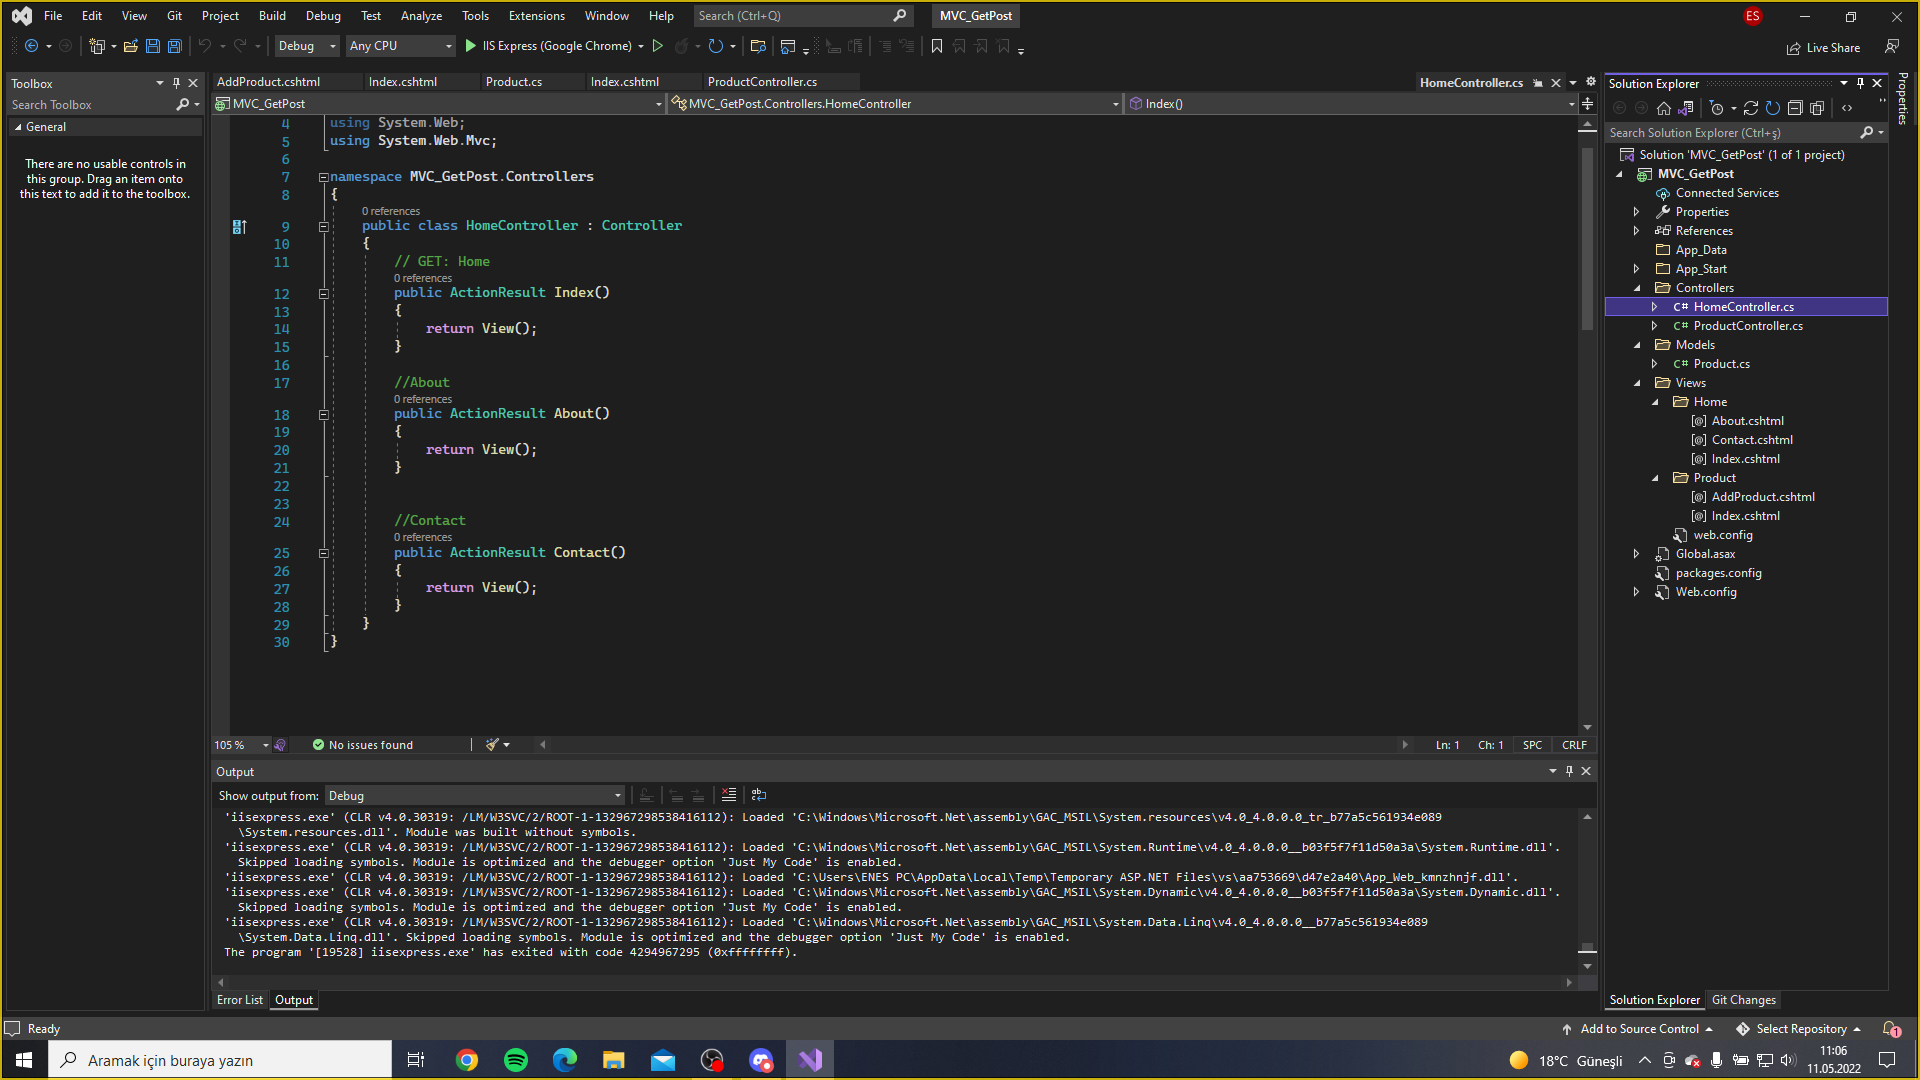 File Edit View Git Project Build Debug Test Analyze Tools Extensions Window Help Search (Ctrl+Q) MVC_GetPost ES
Debug Any CPU IIS Express (Google Chrome) Live Share
Toolbox
Search Toolbox
General
There are no usable controls in
this group. Drag an item onto
this text to add it to the toolbox.
AddProduct.cshtml Index.cshtml Product.cs Index.cshtml ProductController.cs HomeController.cs
MVC_GetPost MVC_GetPost.Controllers.HomeController Index()
4 using System.Web;
5 using System.Web.Mvc;
6
7 namespace MVC_GetPost.Controllers
8 {
0 references
9 public class HomeController : Controller
10 {
11 // GET: Home
0 references
12 public ActionResult Index()
13 {
14 return View();
15 }
16
17 //About
0 references
18 public ActionResult About()
19 {
20 return View();
21 }
22
23
24 //Contact
0 references
25 public ActionResult Contact()
26 {
27 return View();
28 }
29 }
30 }
105 % No issues found Ln: 1 Ch: 1 SPC CRLF
Output
Show output from: Debug
'iisexpress.exe' (CLR v4.0.30319: /LM/W3SVC/2/ROOT-1-132967298538416112): Loaded 'C:\Windows\Microsoft.Net\assembly\GAC_MSIL\System.resources\v4.0_4.0.0.0_tr_b77a5c561934e089
\System.resources.dll'. Module was built without symbols.
'iisexpress.exe' (CLR v4.0.30319: /LM/W3SVC/2/ROOT-1-132967298538416112): Loaded 'C:\Windows\Microsoft.Net\assembly\GAC_MSIL\System.Runtime\v4.0_4.0.0.0__b03f5f7f11d50a3a\System.Runtime.dll'.
Skipped loading symbols. Module is optimized and the debugger option 'Just My Code' is enabled.
'iisexpress.exe' (CLR v4.0.30319: /LM/W3SVC/2/ROOT-1-132967298538416112): Loaded 'C:\Users\ENES PC\AppData\Local\Temp\Temporary ASP.NET Files\vs\aa753669\d47e2a40\App_Web_kmnzhnjf.dll'.
'iisexpress.exe' (CLR v4.0.30319: /LM/W3SVC/2/ROOT-1-132967298538416112): Loaded 'C:\Windows\Microsoft.Net\assembly\GAC_MSIL\System.Dynamic\v4.0_4.0.0.0__b03f5f7f11d50a3a\System.Dynamic.dll'.
Skipped loading symbols. Module is optimized and the debugger option 'Just My Code' is enabled.
'iisexpress.exe' (CLR v4.0.30319: /LM/W3SVC/2/ROOT-1-132967298538416112): Loaded 'C:\Windows\Microsoft.Net\assembly\GAC_MSIL\System.Data.Linq\v4.0_4.0.0.0__b77a5c561934e089
\System.Data.Linq.dll'. Skipped loading symbols. Module is optimized and the debugger option 'Just My Code' is enabled.
The program '[19528] iisexpress.exe' has exited with code 4294967295 (0xffffffff).
Error List Output
Solution Explorer
Search Solution Explorer (Ctrl+ş)
Solution 'MVC_GetPost' (1 of 1 project)
MVC_GetPost
Connected Services
Properties
References
App_Data
App_Start
Controllers
C# HomeController.cs
C# ProductController.cs
Models
C# Product.cs
Views
Home
[@] About.cshtml
[@] Contact.cshtml
[@] Index.cshtml
Product
[@] AddProduct.cshtml
[@] Index.cshtml
web.config
Global.asax
packages.config
Web.config
Solution Explorer Git Changes
Properties
Ready Add to Source Control Select Repository 1
Aramak için buraya yazın 18°C Güneşli 11:06
11.05.2022